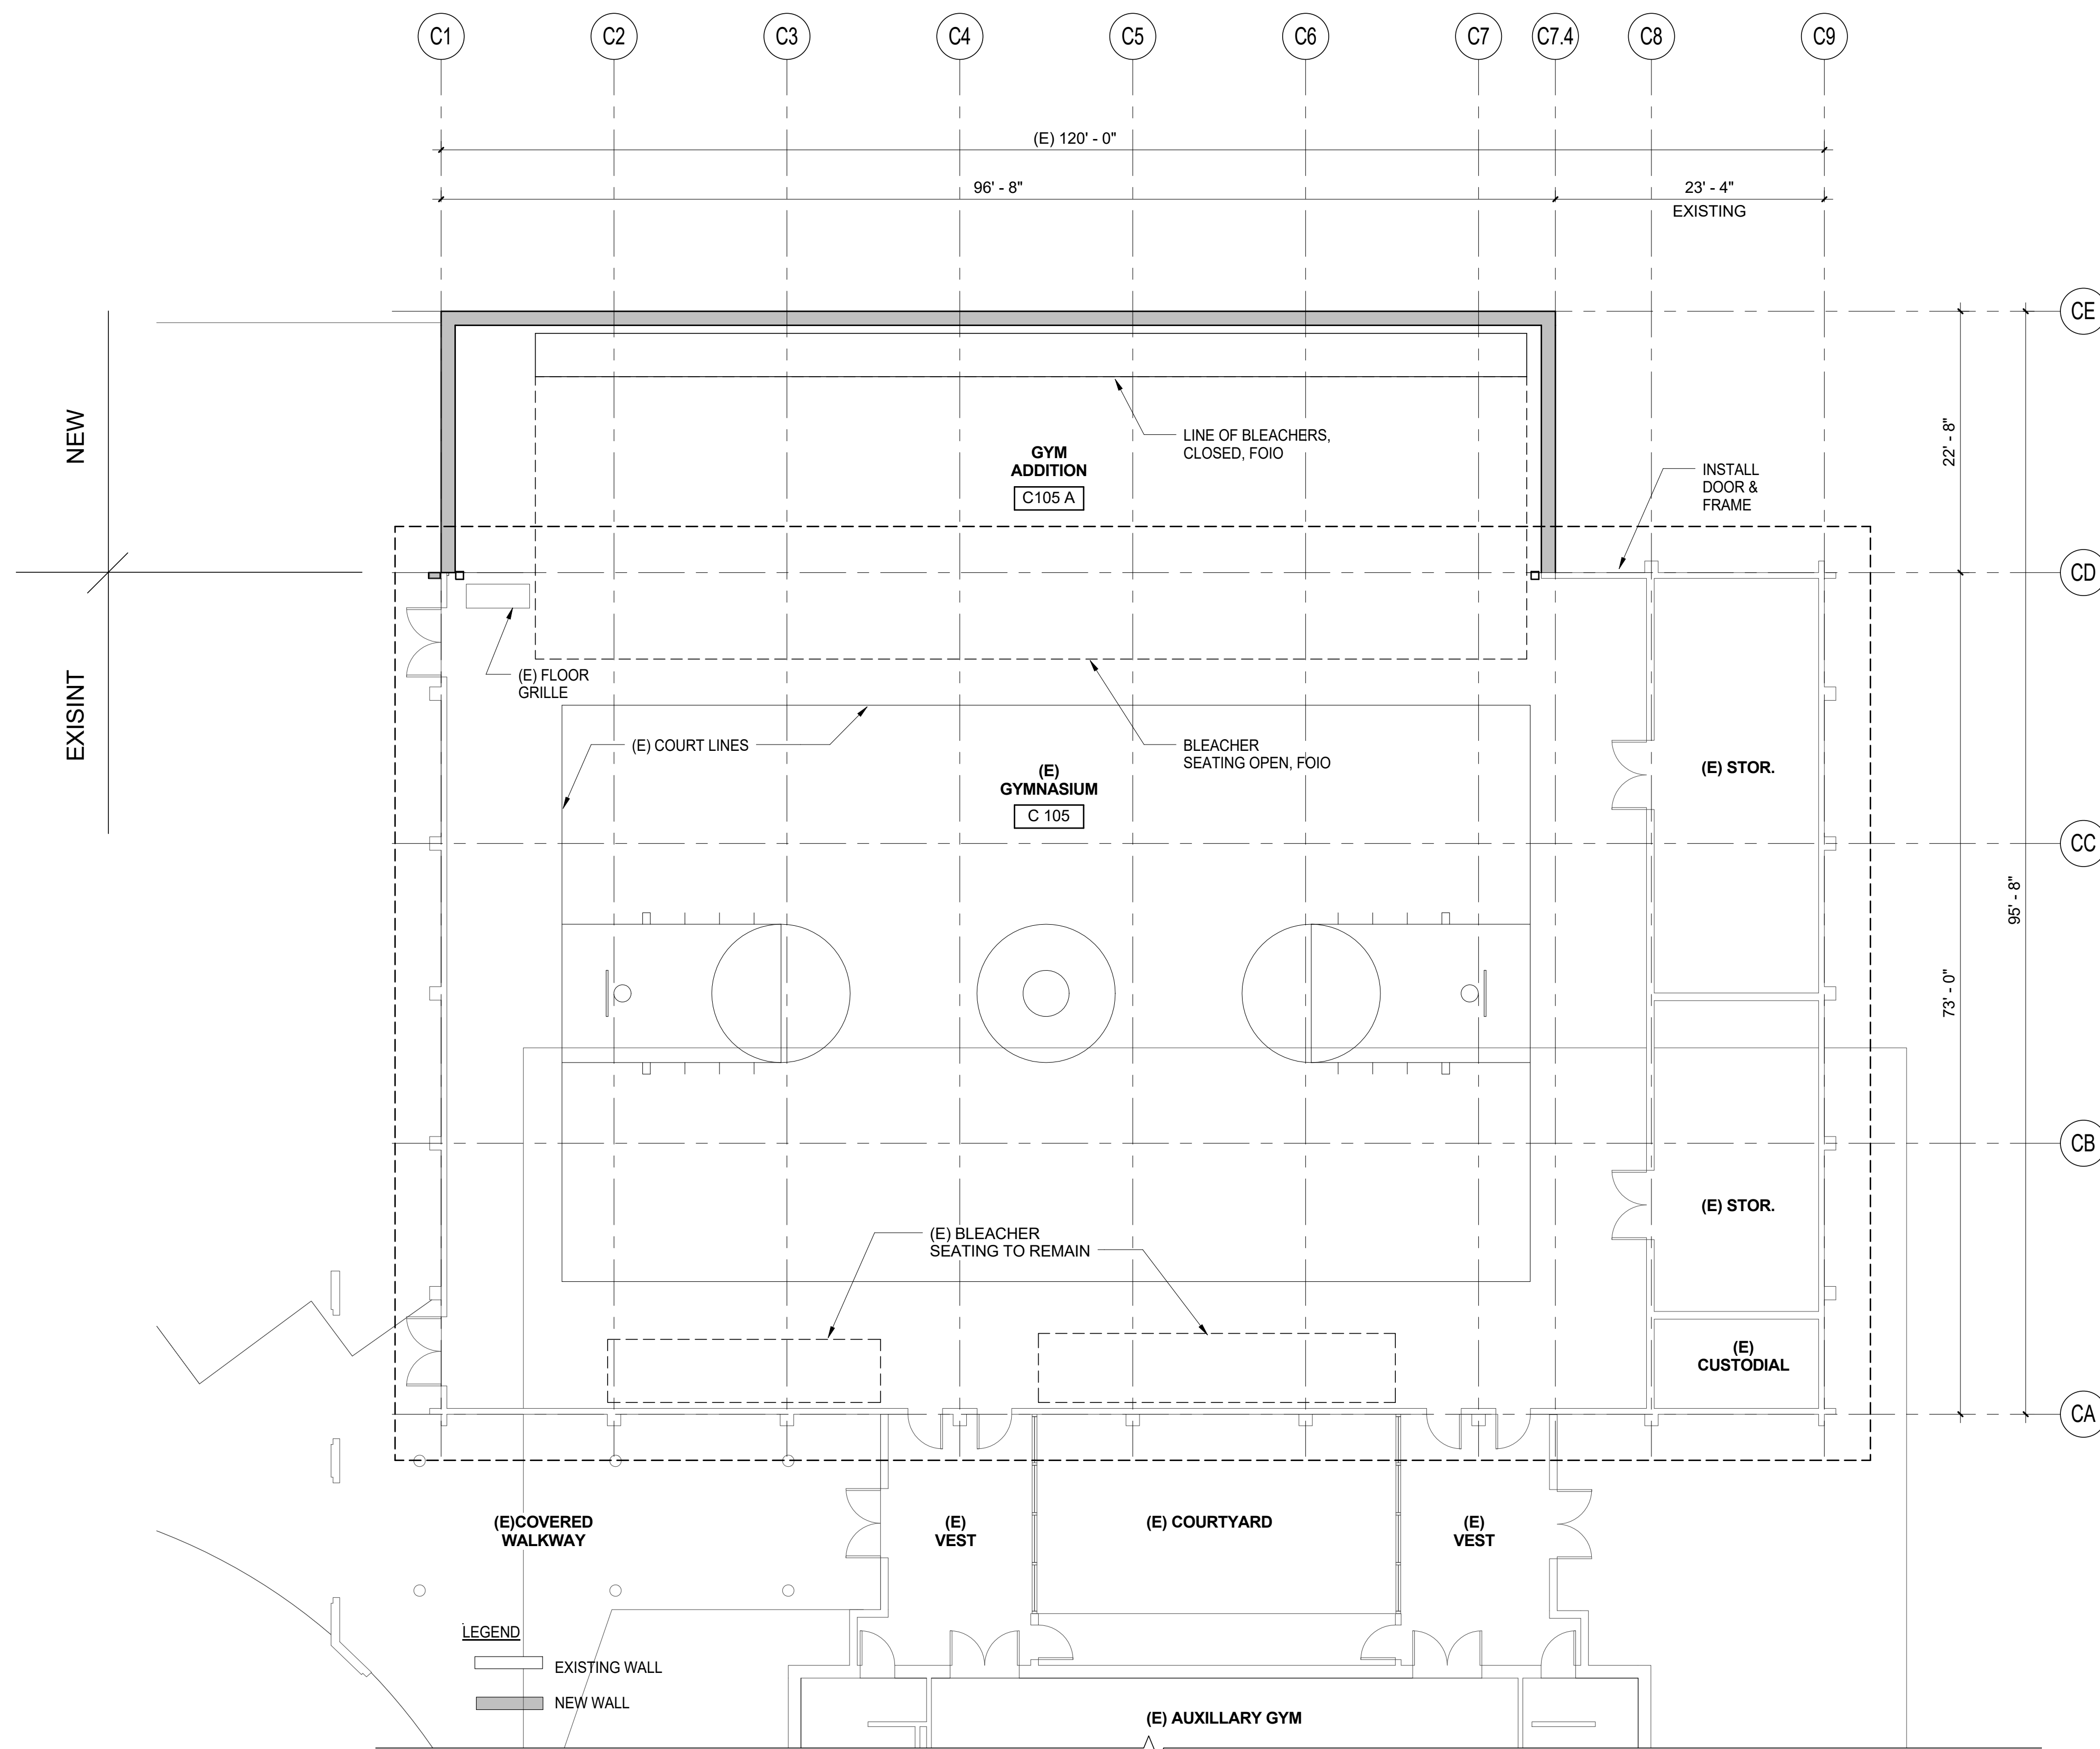 C1 C2 C3 C4 C5 C6 C7 C7.4 C8 C9
(E) 120' - 0"
96' - 8"
23' - 4"
EXISTING
CE
NEW
22' - 8"
LINE OF BLEACHERS,
CLOSED, FOIO
GYM
ADDITION
C105 A
INSTALL
DOOR &
FRAME
CD
EXISINT
(E) FLOOR
GRILLE
(E) COURT LINES
BLEACHER
SEATING OPEN, FOIO
(E)
GYMNASIUM
C 105
(E) STOR.
CC
95' - 8"
73' - 0"
CB
(E) STOR.
(E) BLEACHER
SEATING TO REMAIN
(E)
CUSTODIAL
CA
(E)COVERED
WALKWAY
(E)
VEST
(E) COURTYARD
(E)
VEST
LEGEND
EXISTING WALL
NEW WALL
(E) AUXILLARY GYM